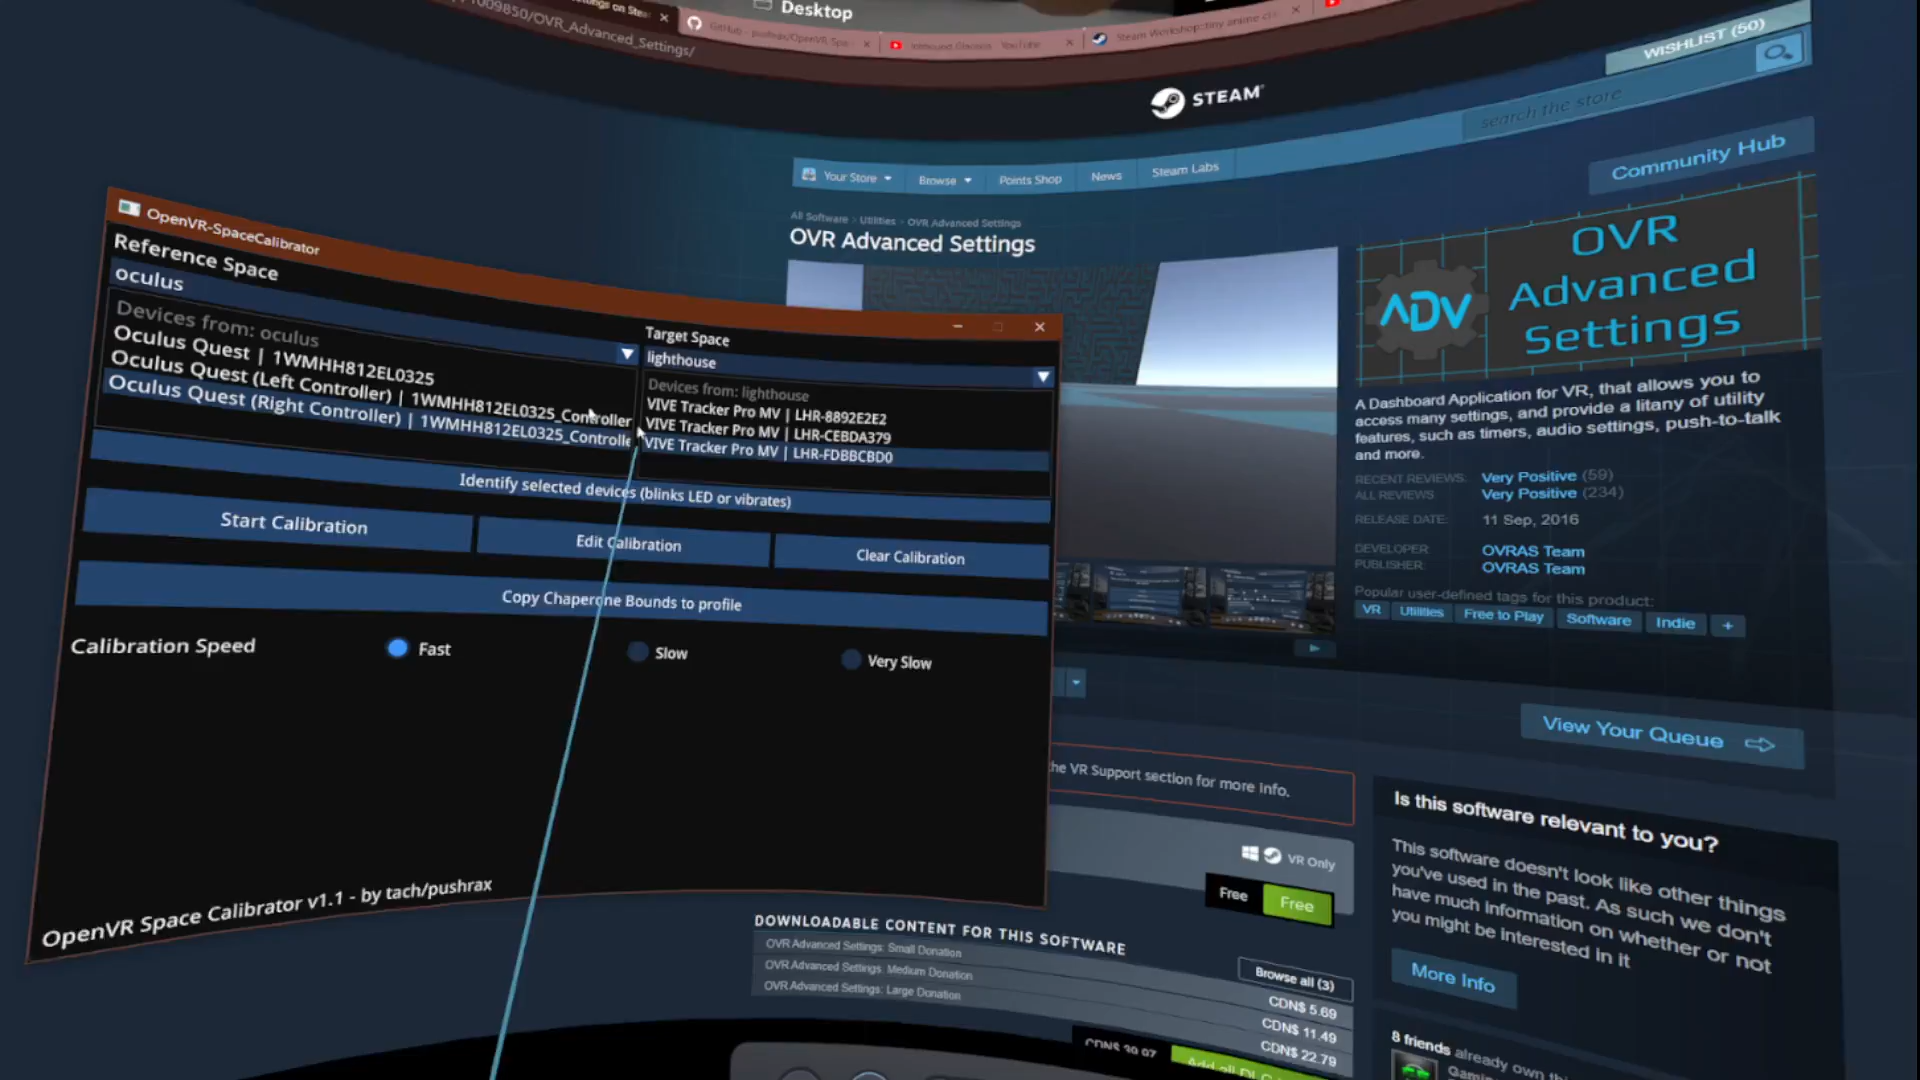 Desktop
1009850/OVR_Advanced_Settings/
WISHLIST (50)
STEAM
search the store
Your Store
Browse
Points Shop
News
Steam Labs
Community Hub
All Software > Utilities > OVR Advanced Settings
OVR Advanced Settings
OVR
Advanced
Settings
ADV
A Dashboard Application for VR, that allows you to
access many settings, and provide a litany of utility
features, such as timers, audio settings, push-to-talk
and more.
RECENT REVIEWS: Very Positive (59)
ALL REVIEWS: Very Positive (234)
RELEASE DATE: 11 Sep, 2016
DEVELOPER: OVRAS Team
PUBLISHER: OVRAS Team
Popular user-defined tags for this product:
VR Utilities Free to Play Software Indie +
View Your Queue
the VR Support section for more info.
VR Only
Free
Free
DOWNLOADABLE CONTENT FOR THIS SOFTWARE
Browse all (3)
OVR Advanced Settings: Small Donation
CDN$ 5.69
OVR Advanced Settings: Medium Donation
CDN$ 11.49
OVR Advanced Settings: Large Donation
CDN$ 22.79
Is this software relevant to you?
This software doesn't look like other things
you've used in the past. As such we don't
have much information on whether or not
you might be interested in it
More Info
8 friends already own
OpenVR-SpaceCalibrator
Reference Space
oculus
Devices from: oculus
Oculus Quest | 1WMHH812EL0325
Oculus Quest (Left Controller) | 1WMHH812EL0325_Controller
Oculus Quest (Right Controller) | 1WMHH812EL0325_Controlle
Target Space
lighthouse
Devices from: lighthouse
VIVE Tracker Pro MV | LHR-8892E2E2
VIVE Tracker Pro MV | LHR-CEBDA379
VIVE Tracker Pro MV | LHR-FDBBCBD0
Identify selected devices (blinks LED or vibrates)
Start Calibration
Edit Calibration
Clear Calibration
Copy Chaperone Bounds to profile
Calibration Speed
Fast
Slow
Very Slow
OpenVR Space Calibrator v1.1 - by tach/pushrax